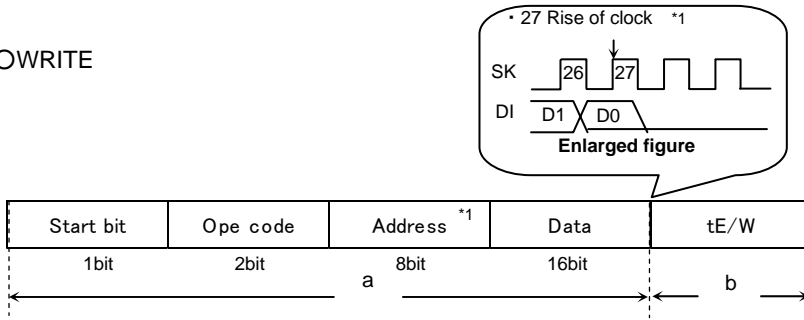 ・27 Rise of clock *1
○WRITE
SK 26 27
DI D1 D0
Enlarged figure
Start bit Ope code Address *1 Data tE/W
1bit 2bit 8bit 16bit
a b